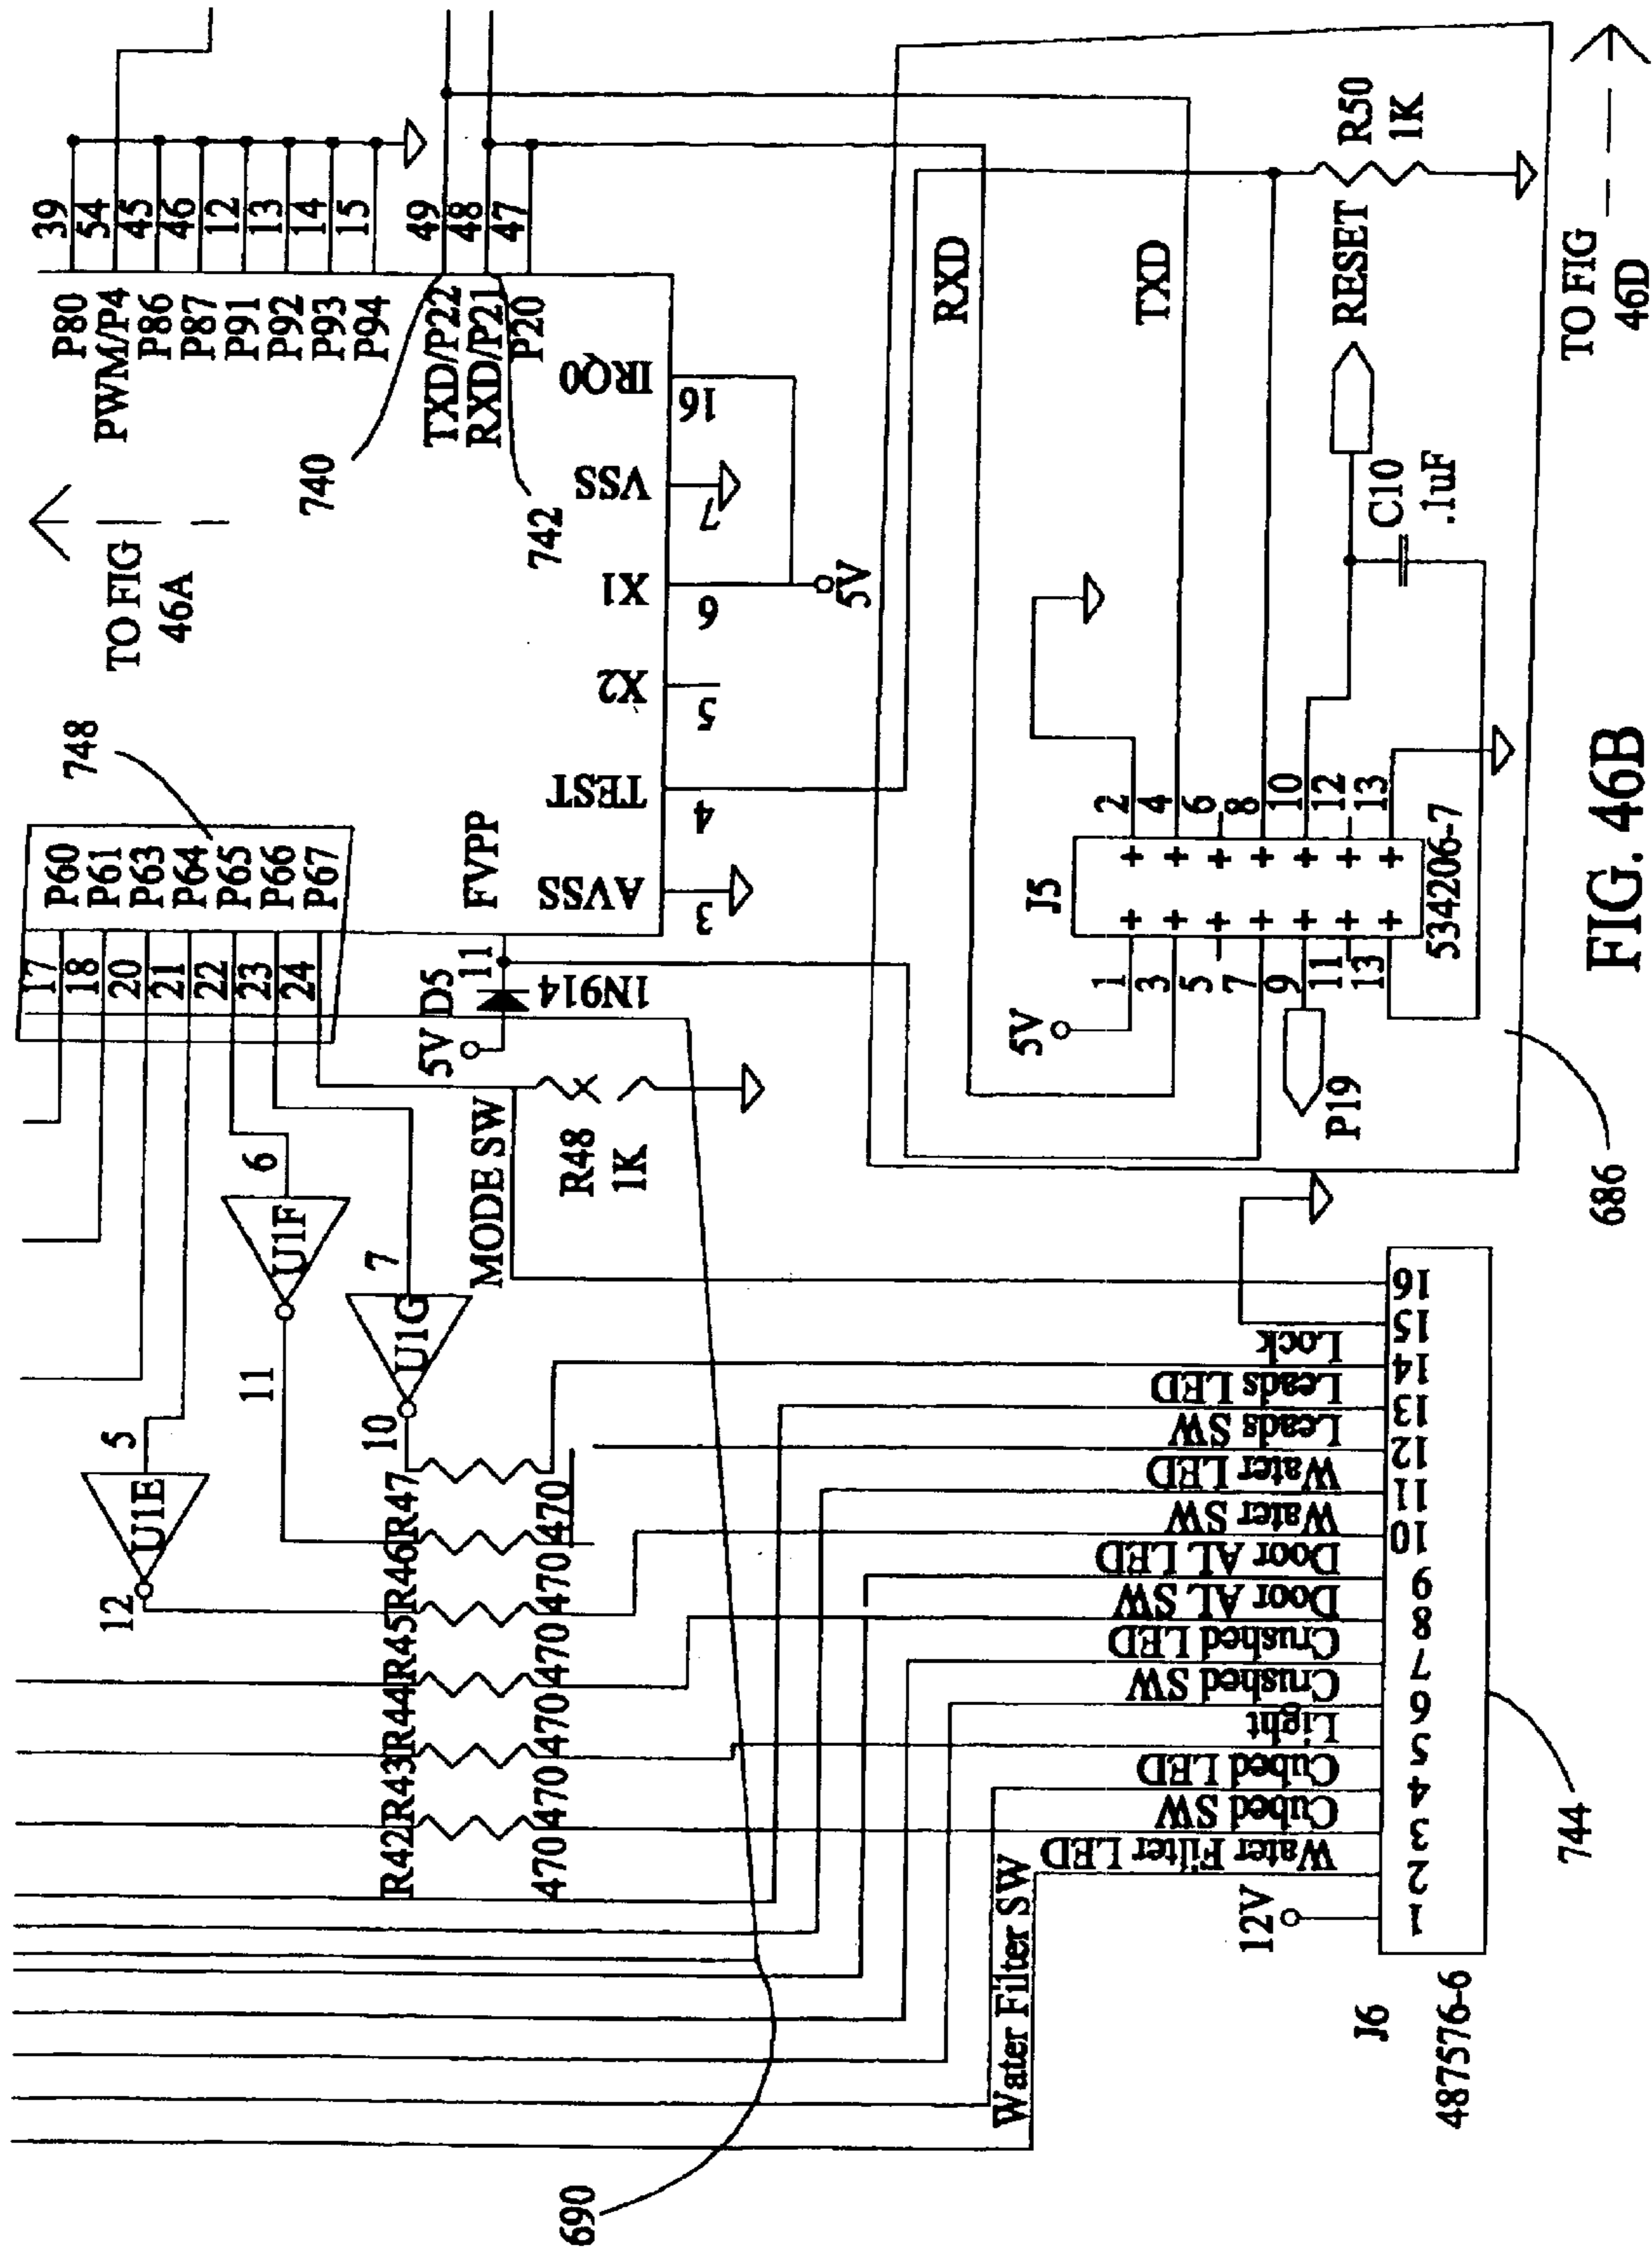 TO FIG
46A
748
P60
P61
P63
P64
P65
P66
P67
17
18
20
21
22
23
24
P80
PWM/P4
P86
P87
P91
P92
P93
P94
39
54
45
46
12
13
14
15
TXD/P22
RXD/P21
P20
49
48
47
740
742
FVPP
11
AVSS
3
TEST
4
X2
5
X1
6
VSS
7
IRQ0
16
5V
5V D5
1N914
MODE SW
R48
1K
U1E
5
12
U1F
6
11
U1G
7
10
R42
R43
R44
R45
R46
R47
470
470
470
470
470
470
690
Water Filter SW
12V
Water Filter LED
Cubed SW
Cubed LED
Light
Crushed SW
Crushed LED
Door AL SW
Door AL LED
Water SW
Water LED
Leads SW
Leads LED
Lock
1 2 3 4 5 6 7 8 9 10 11 12 13 14 15 16
J6
487576-6
744
RXD
TXD
5V
J5
1
3
5
7
9
11
13
2
4
6
8
10
12
13
534206-7
P19
RESET
C10
.1uF
R50
1K
686
TO FIG
46D
FIG. 46B